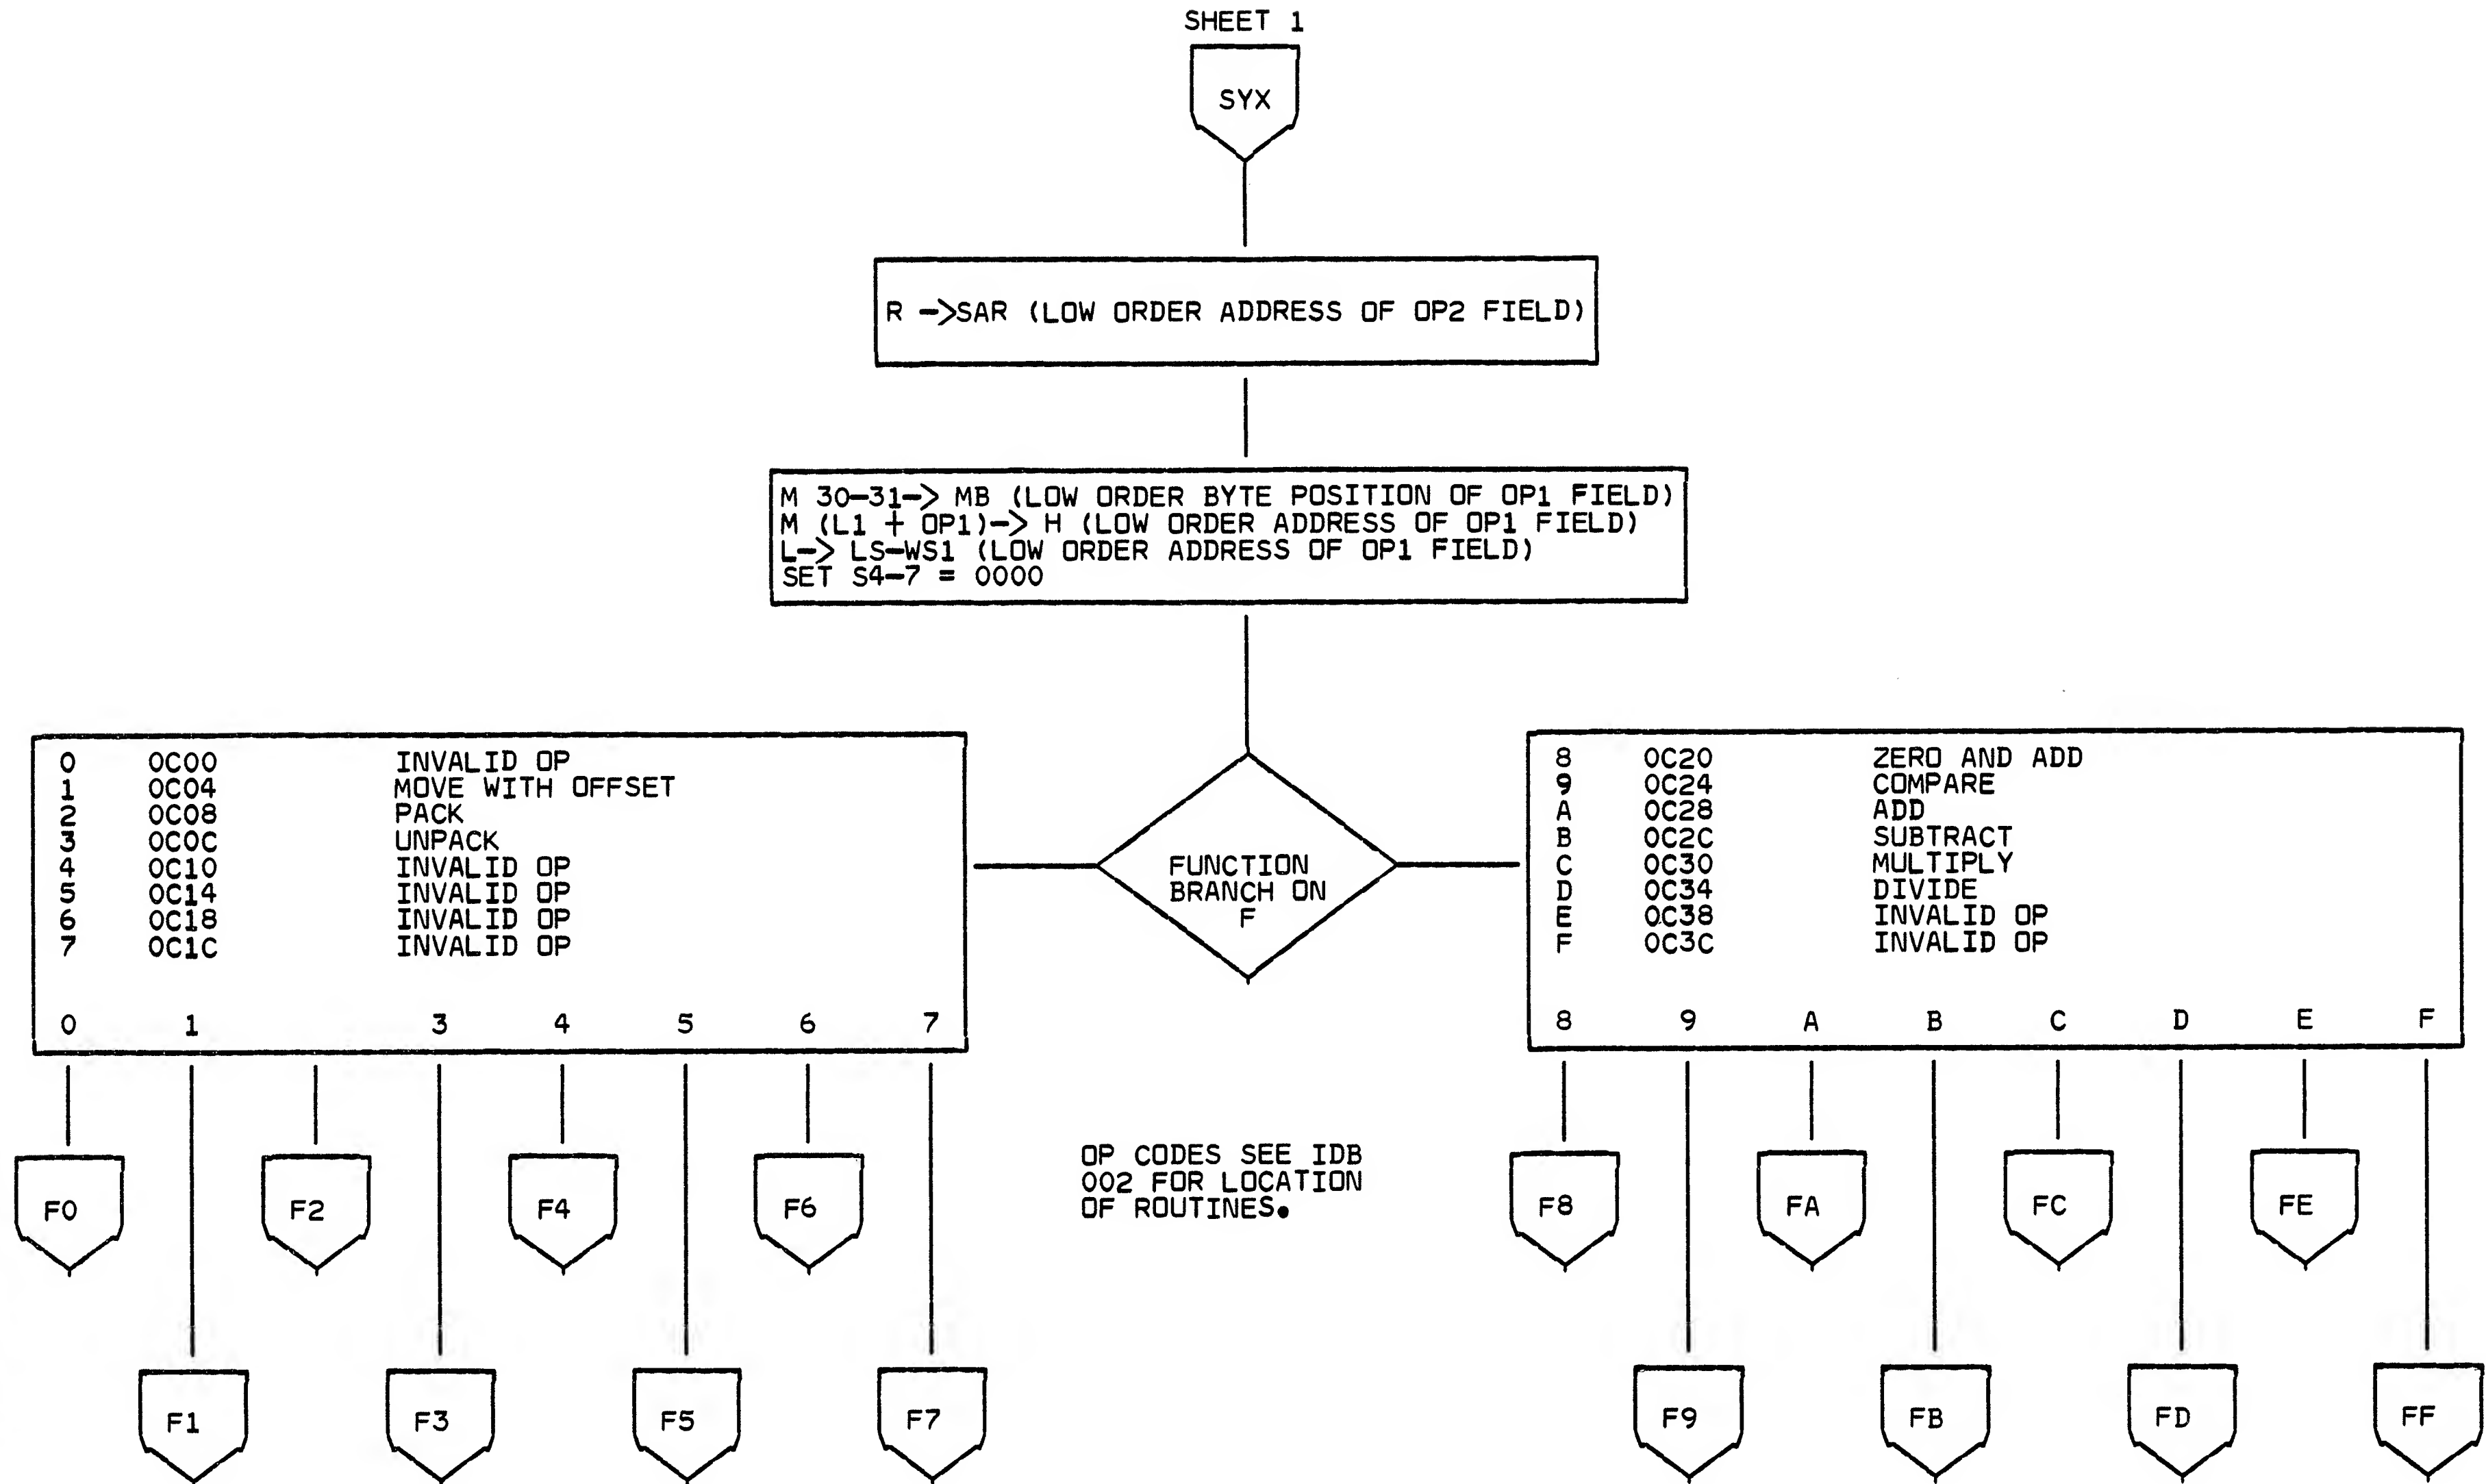 SHEET 1
SYX
R ->SAR (LOW ORDER ADDRESS OF OP2 FIELD)
M 30-31-> MB (LOW ORDER BYTE POSITION OF OP1 FIELD)
M (L1 + OP1)-> H (LOW ORDER ADDRESS OF OP1 FIELD)
L-> LS-WS1 (LOW ORDER ADDRESS OF OP1 FIELD)
SET S4-7 = 0000
0 0C00 INVALID OP
1 0C04 MOVE WITH OFFSET
2 0C08 PACK
3 0C0C UNPACK
4 0C10 INVALID OP
5 0C14 INVALID OP
6 0C18 INVALID OP
7 0C1C INVALID OP
0 1 3 4 5 6 7
FUNCTION
BRANCH ON
F
8 0C20 ZERO AND ADD
9 0C24 COMPARE
A 0C28 ADD
B 0C2C SUBTRACT
C 0C30 MULTIPLY
D 0C34 DIVIDE
E 0C38 INVALID OP
F 0C3C INVALID OP
8 9 A B C D E F
F0 F2 F4 F6
OP CODES SEE IDB
002 FOR LOCATION
OF ROUTINES.
F8 FA FC FE
F1 F3 F5 F7
F9 FB FD FF